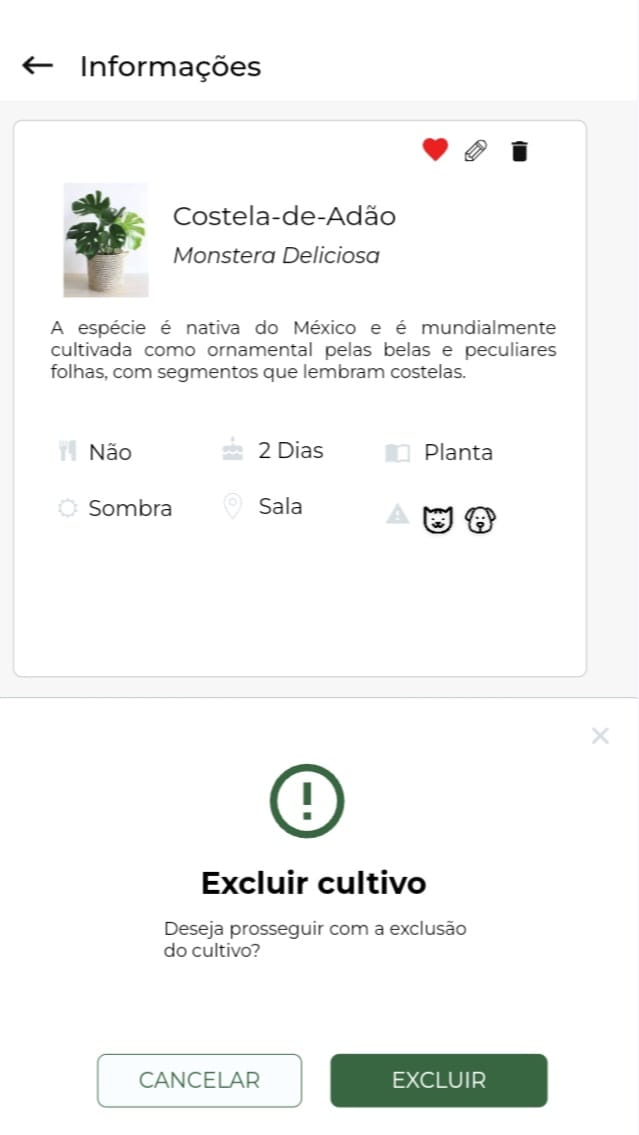 Informações
Costela-de-Adão
Monstera Deliciosa
A espécie é nativa do México e é mundialmente
cultivada como ornamental pelas belas e peculiares
folhas, com segmentos que lembram costelas.
Não
2 Dias
Planta
Sombra
Sala
Excluir cultivo
Deseja prosseguir com a exclusão
do cultivo?
CANCELAR
EXCLUIR